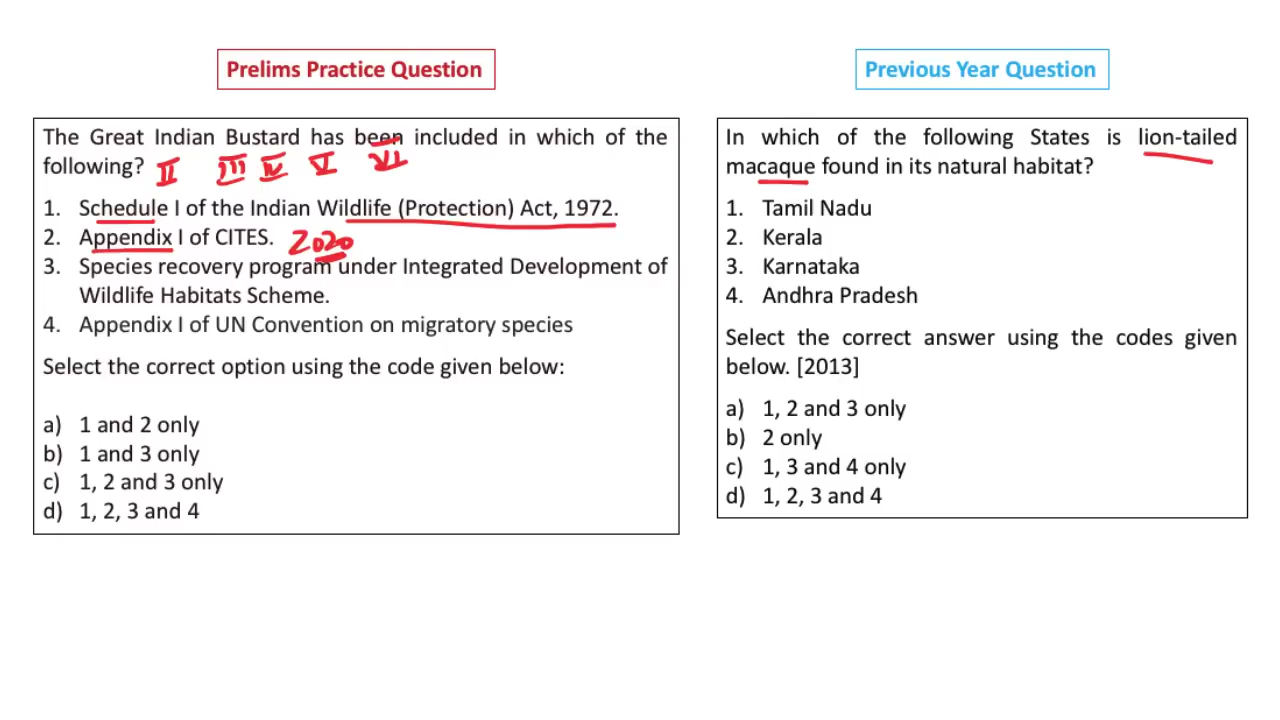 Prelims Practice Question
The Great Indian Bustard has been included in which of the
following? II III IV V VI
1. Schedule I of the Indian Wildlife (Protection) Act, 1972.
2. Appendix I of CITES. 2020
3. Species recovery program under Integrated Development of
Wildlife Habitats Scheme.
4. Appendix I of UN Convention on migratory species
Select the correct option using the code given below:
a) 1 and 2 only
b) 1 and 3 only
c) 1, 2 and 3 only
d) 1, 2, 3 and 4
Previous Year Question
In which of the following States is lion-tailed
macaque found in its natural habitat?
1. Tamil Nadu
2. Kerala
3. Karnataka
4. Andhra Pradesh
Select the correct answer using the codes given
below. [2013]
a) 1, 2 and 3 only
b) 2 only
c) 1, 3 and 4 only
d) 1, 2, 3 and 4